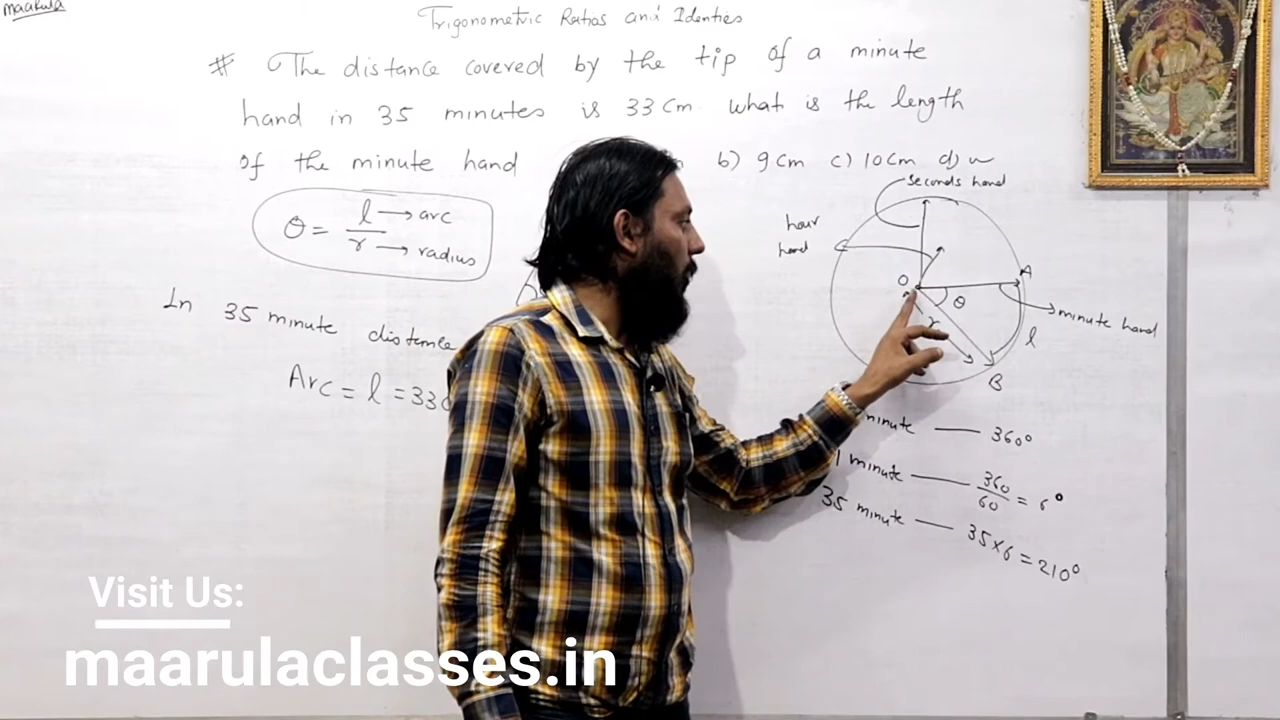 maarula
Trigonometric Ratios and Identies
# The distance covered by the tip of a minute
hand in 35 minutes is 33 cm. what is the length
of the minute hand b) 9 cm c) 10 cm d)
seconds hand
θ = l/r
→ arc
→ radius
hour
hand
O
θ
A
r
minute hand
l
B
In 35 minute distance
Arc = l = 33
minute — 360°
1 minute — 360/60 = 6°
35 minute — 35×6 = 210°
Visit Us:
maarulaclasses.in